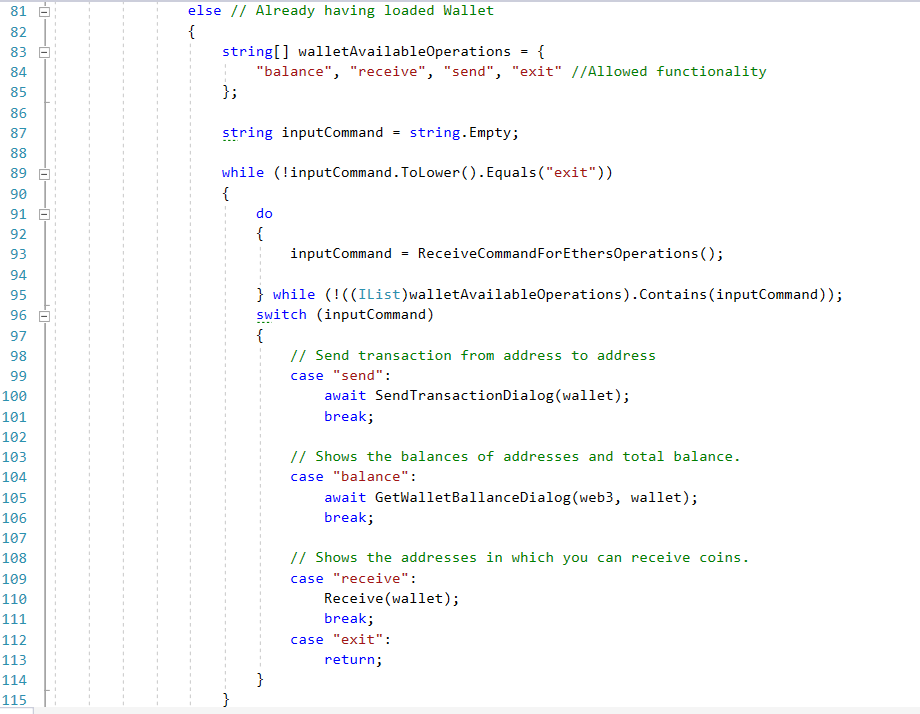 81 else // Already having loaded Wallet
82 {
83 string[] walletAvailableOperations = {
84 "balance", "receive", "send", "exit" //Allowed functionality
85 };
86
87 string inputCommand = string.Empty;
88
89 while (!inputCommand.ToLower().Equals("exit"))
90 {
91 do
92 {
93 inputCommand = ReceiveCommandForEthersOperations();
94
95 } while (!((IList)walletAvailableOperations).Contains(inputCommand));
96 switch (inputCommand)
97 {
98 // Send transaction from address to address
99 case "send":
100 await SendTransactionDialog(wallet);
101 break;
102
103 // Shows the balances of addresses and total balance.
104 case "balance":
105 await GetWalletBallanceDialog(web3, wallet);
106 break;
107
108 // Shows the addresses in which you can receive coins.
109 case "receive":
110 Receive(wallet);
111 break;
112 case "exit":
113 return;
114 }
115 }